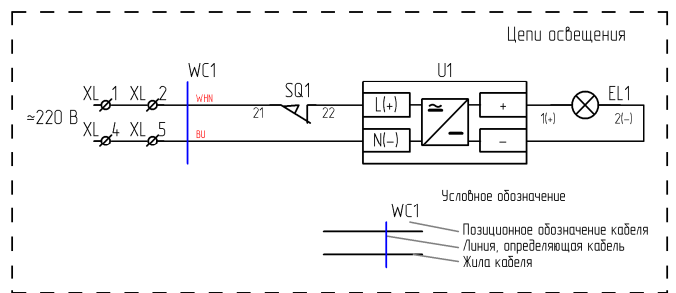 Цепи освещения
WC1
U1
XL 1 XL 2
SQ1
EL1
WHN
L(+)
≂
+
21
22
1(+)
2(-)
≃220 В
XL 4 XL 5
BU
N(-)
-
Условное обозначение
WC1
Позиционное обозначение кабеля
Линия, определяющая кабель
Жила кабеля